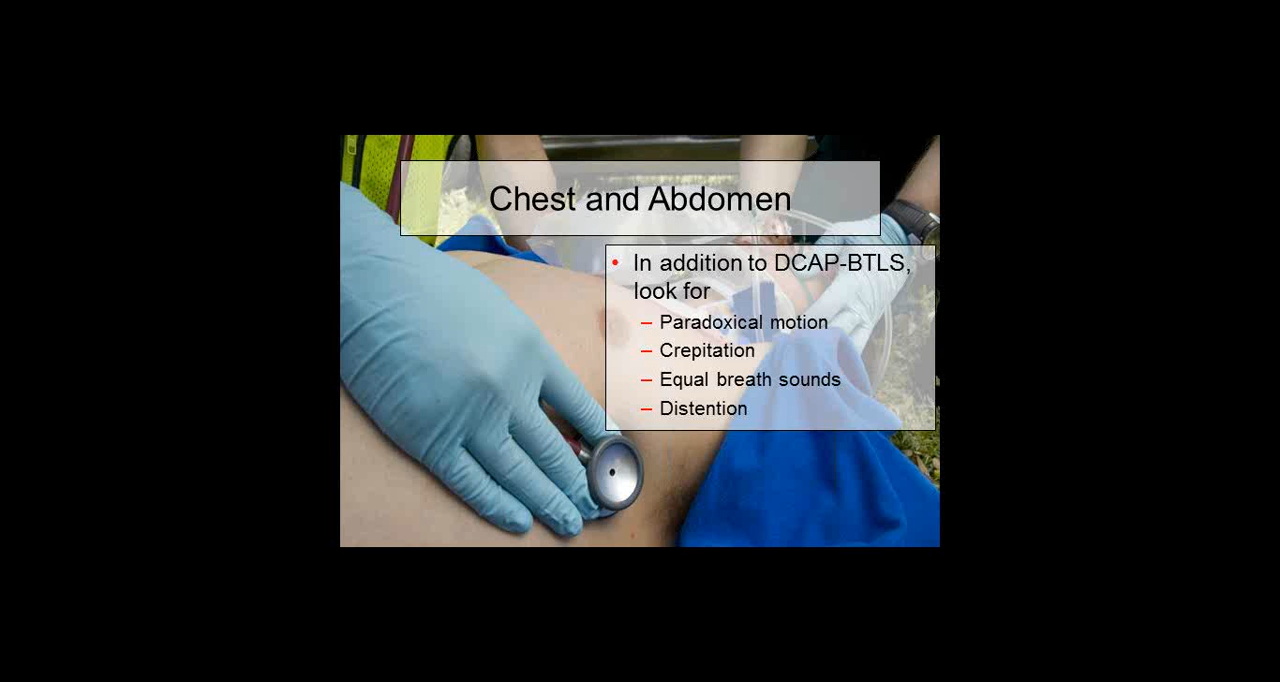 Chest and Abdomen
• In addition to DCAP-BTLS,
look for
– Paradoxical motion
– Crepitation
– Equal breath sounds
– Distention